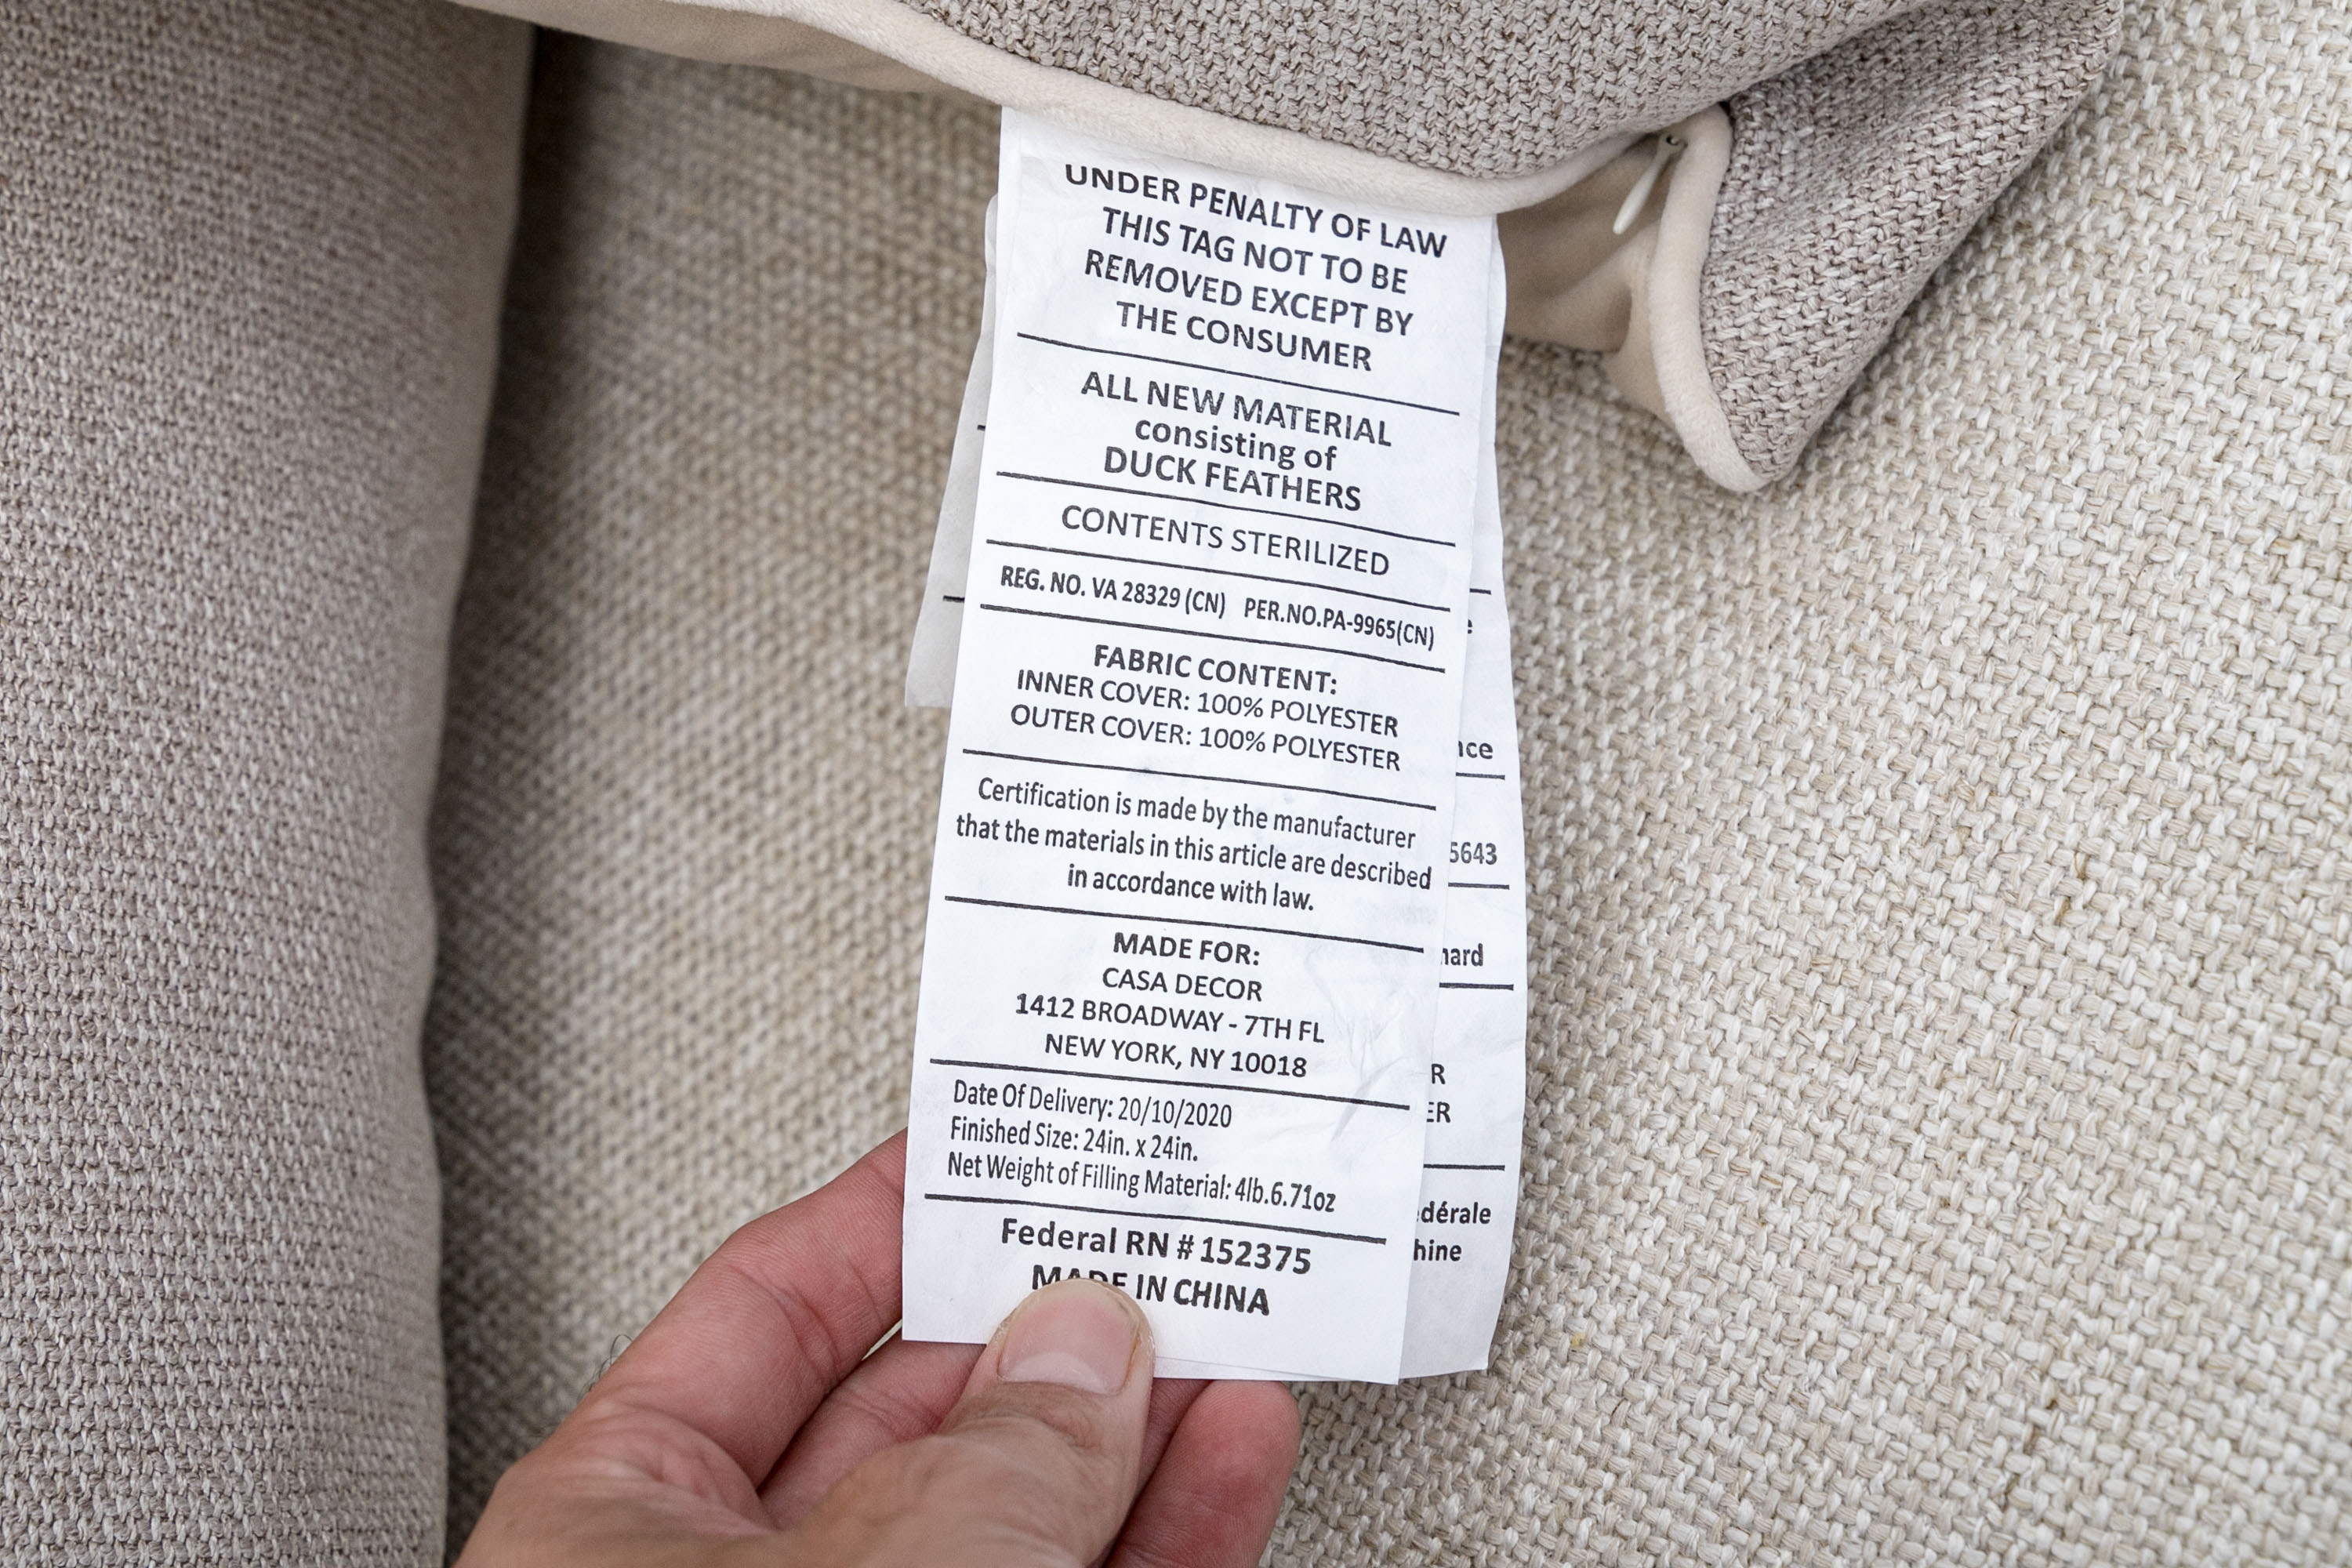 UNDER PENALTY OF LAW
THIS TAG NOT TO BE
REMOVED EXCEPT BY
THE CONSUMER
ALL NEW MATERIAL
consisting of
DUCK FEATHERS
CONTENTS STERILIZED
REG. NO. VA 28329 (CN) PER.NO.PA-9965(CN)
FABRIC CONTENT:
INNER COVER: 100% POLYESTER
OUTER COVER: 100% POLYESTER
Certification is made by the manufacturer
that the materials in this article are described
in accordance with law.
MADE FOR:
CASA DECOR
1412 BROADWAY - 7TH FL
NEW YORK, NY 10018
Date Of Delivery: 20/10/2020
Finished Size: 24in. x 24in.
Net Weight of Filling Material: 4lb.6.71oz
Federal RN # 152375
MADE IN CHINA